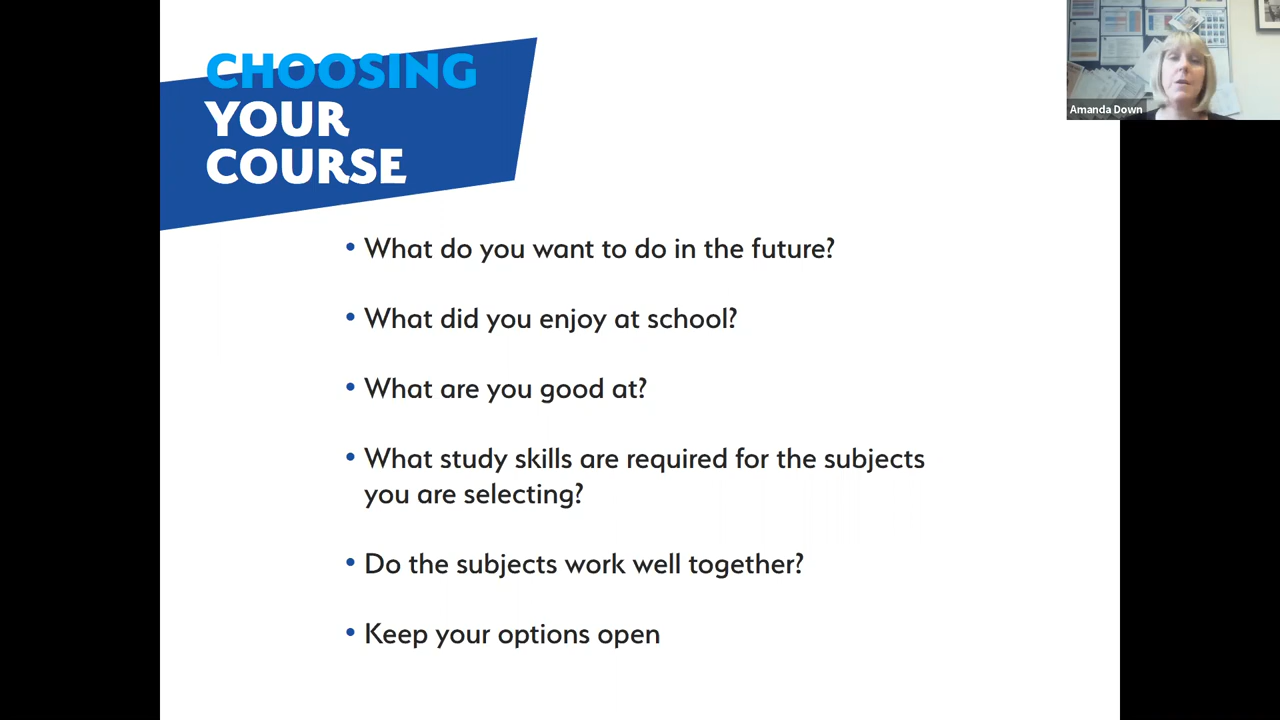 CHOOSING
YOUR
COURSE
Amanda Down
• What do you want to do in the future?
• What did you enjoy at school?
• What are you good at?
• What study skills are required for the subjects
you are selecting?
• Do the subjects work well together?
• Keep your options open